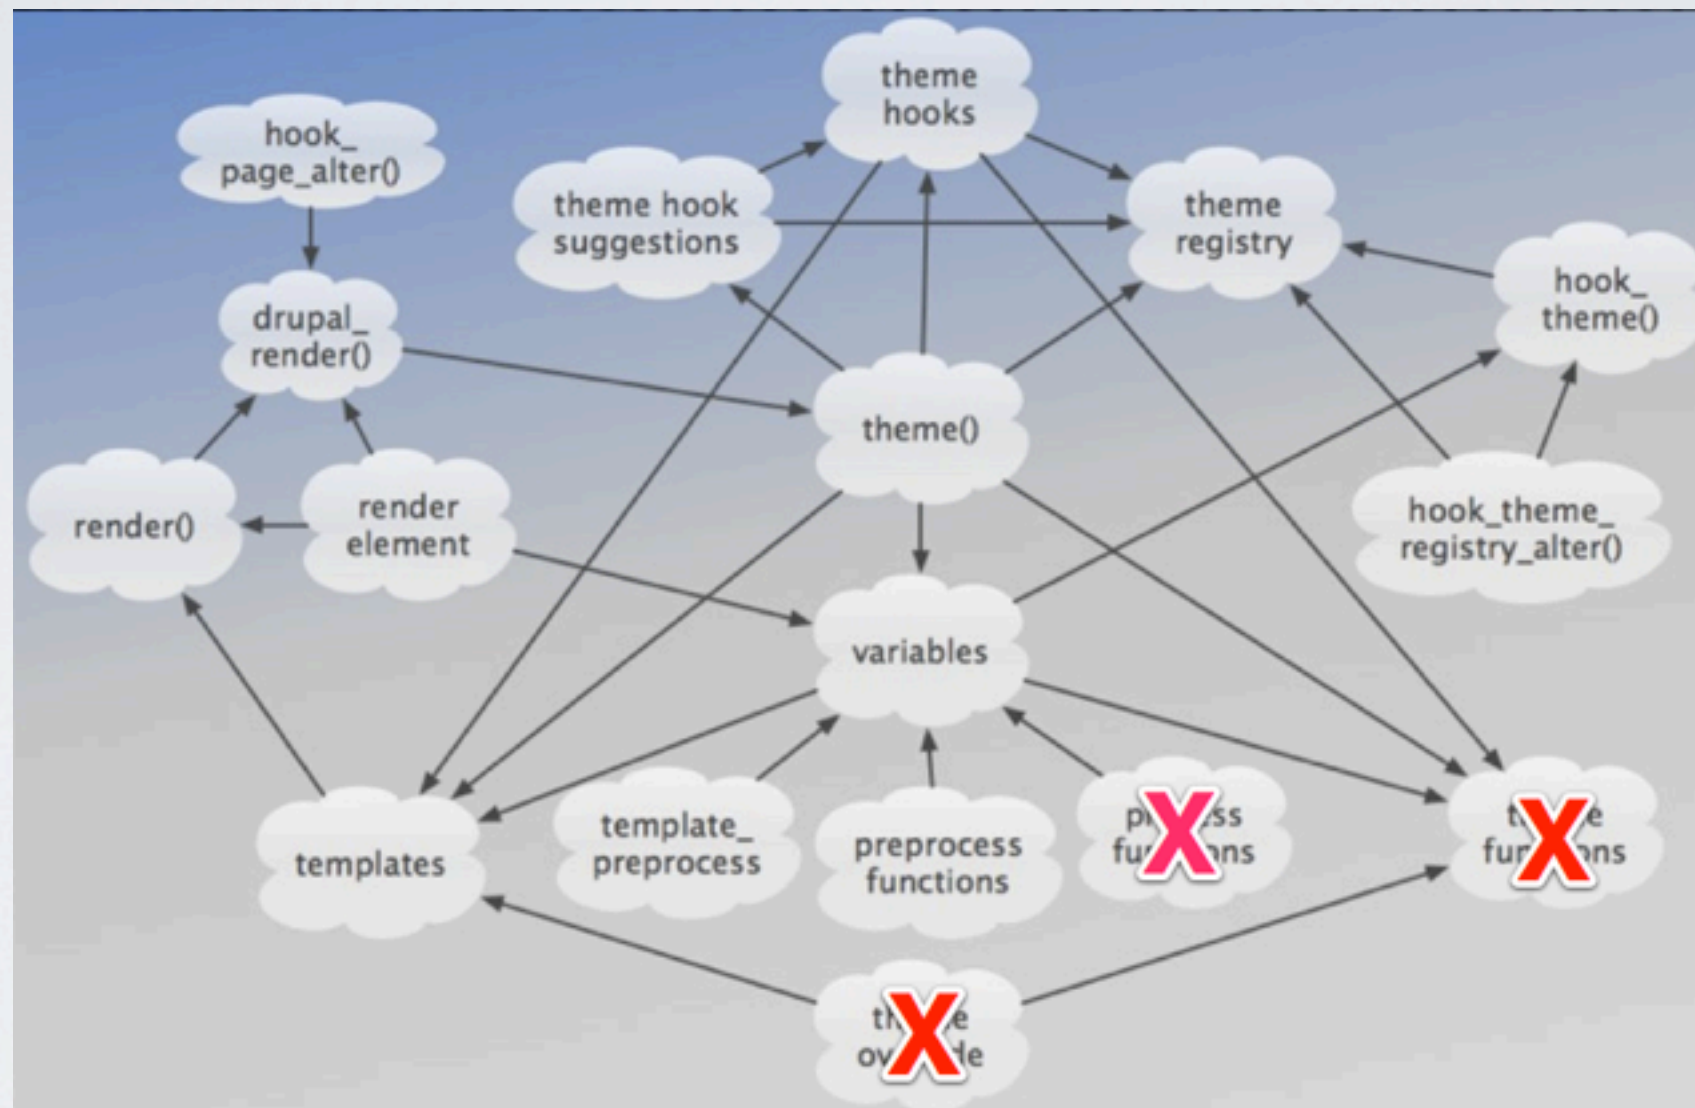 theme
hooks
hook_
page_alter()
theme hook
suggestions
theme
registry
hook_
theme()
drupal_
render()
theme()
render()
render
element
hook_theme_
registry_alter()
variables
templates
template_
preprocess
preprocess
functions
X
X
X